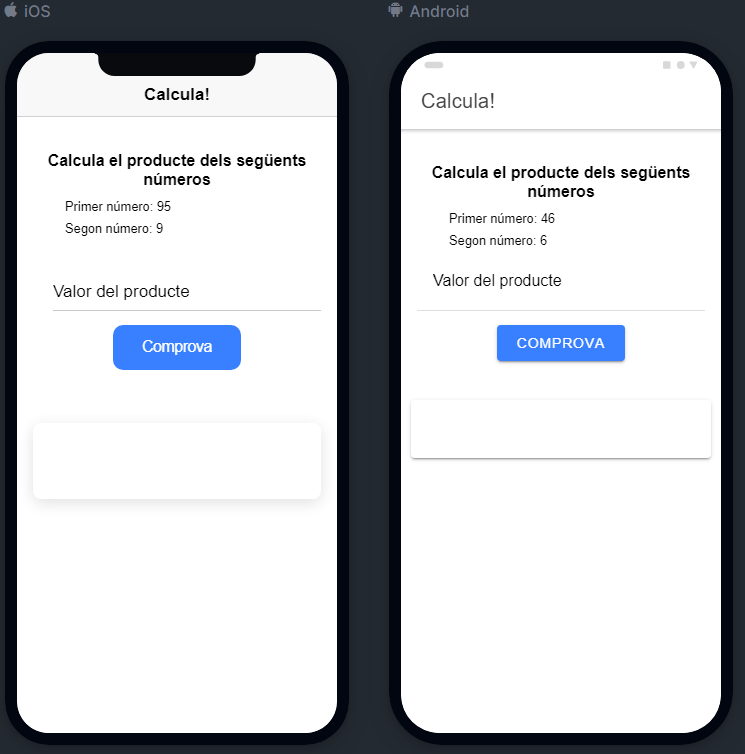 iOS
Calcula!
Calcula el producte dels següents
números
Primer número: 95
Segon número: 9
Valor del producte
Comprova
Android
Calcula!
Calcula el producte dels següents
números
Primer número: 46
Segon número: 6
Valor del producte
COMPROVA